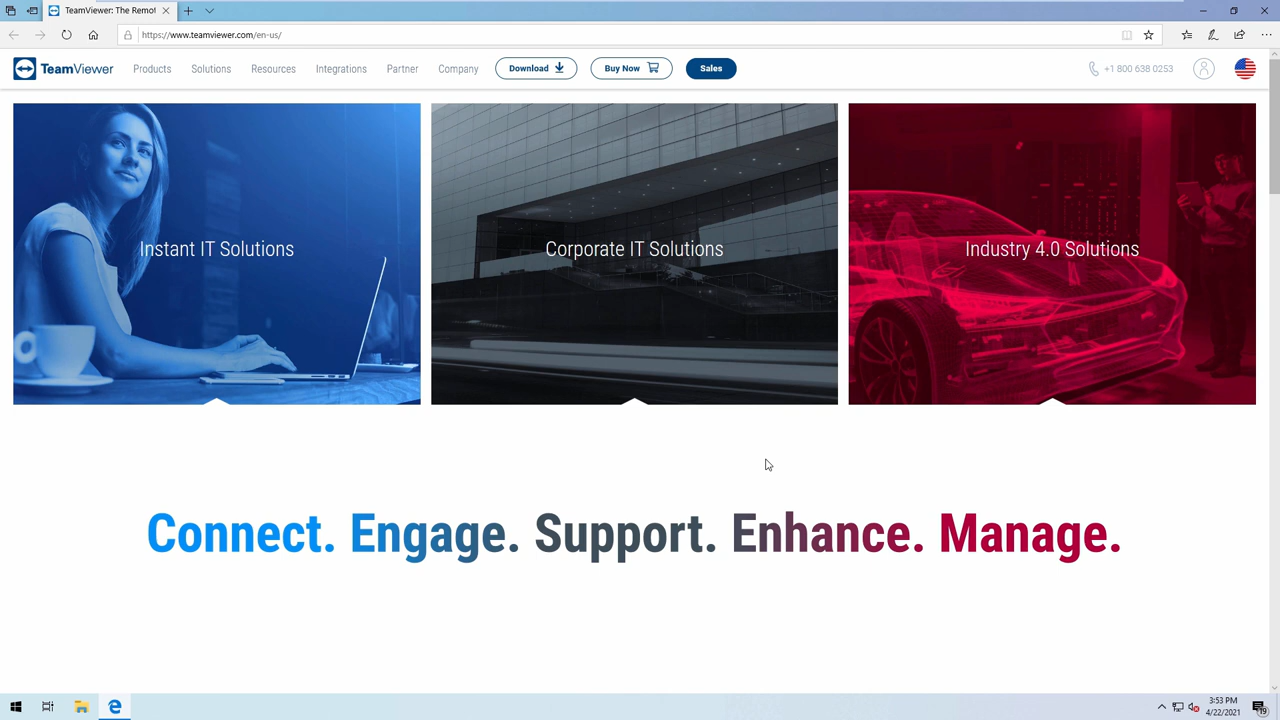 TeamViewer: The Remot
https://www.teamviewer.com/en-us/
TeamViewer
Products
Solutions
Resources
Integrations
Partner
Company
Download
Buy Now
Sales
+1 800 638 0253
Instant IT Solutions
Corporate IT Solutions
Industry 4.0 Solutions
Connect. Engage. Support. Enhance. Manage.
3:53 PM
4/22/2021
19